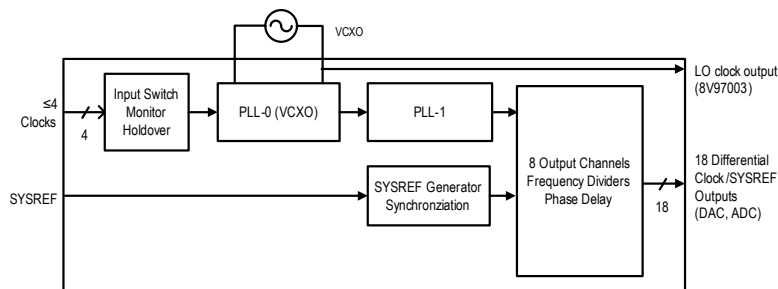 VCXO
LO clock output
(8V97003)
≤4
Clocks
4
Input Switch
Monitor
Holdover
PLL-0 (VCXO)
PLL-1
8 Output Channels
Frequency Dividers
Phase Delay
18 Differential
Clock/SYSREF
Outputs
(DAC, ADC)
18
SYSREF
SYSREF Generator
Synchronziation